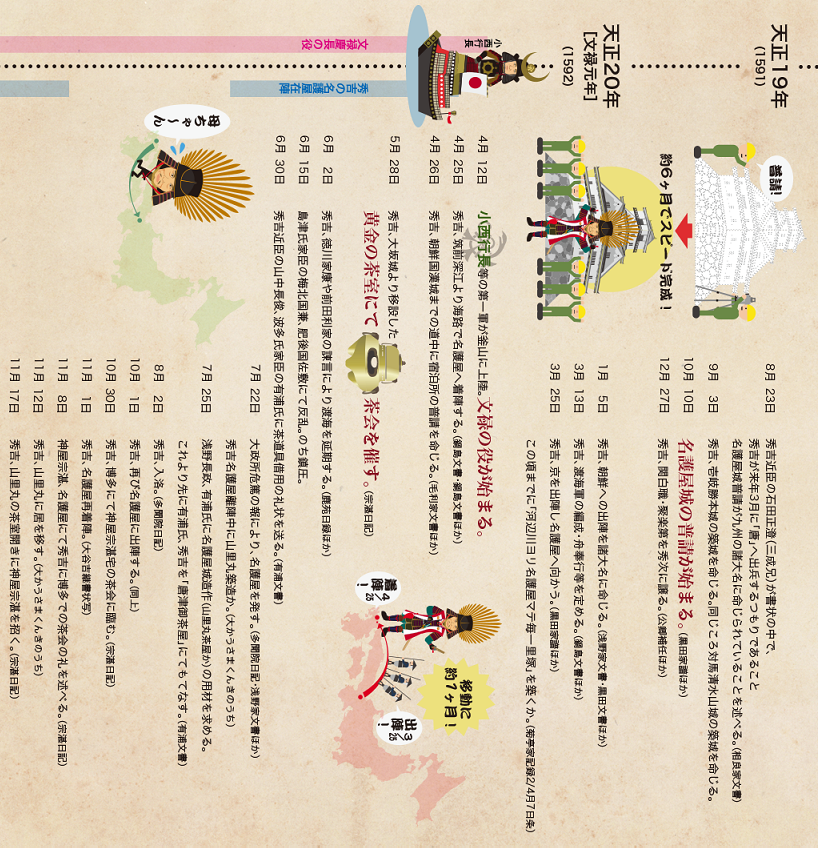 天正19年
(1591)
普請!
約6ヶ月でスピード完成!
8月 23日 秀吉近臣の石田正澄(三成兄)が書状の中で、
秀吉が来年3月に「唐」へ出兵するつもりであること
名護屋城普請が九州の諸大名に命じられていることを述べる。(相良家文書)
9月 3日 秀吉、壱岐勝本城の築城を命じる。同じころ対馬清水山城の築城を命じる。
10月 10日 名護屋城の普請が始まる。(黒田家譜ほか)
12月 27日 秀吉、関白職・聚楽第を秀次に譲る。(公卿補任ほか)
天正20年
[文禄元年]
(1592)
1月 5日 秀吉、朝鮮への出陣を諸大名に命じる。(浅野家文書・黒田文書ほか)
3月 13日 秀吉、渡海軍の編成・舟奉行等を定める。(鍋島文書ほか)
3月 25日 秀吉、京を出陣し名護屋へ向かう。(黒田家譜ほか)
この頃までに「河辺川ヨリ名護屋マテ毎一里塚」を築くか。(菊亭家記録2/4月7日条)
小西行長
文禄慶長の役
秀吉の名護屋在陣
4月 12日 小西行長等の第一軍が釜山に上陸。文禄の役が始まる。
4月 25日 秀吉、筑前深江より海路で名護屋へ着陣する。(鍋島文書・鍋島文書ほか)
4月 26日 秀吉、朝鮮国漢城までの道中に宿泊所の普請を命じる。(毛利家文書ほか)
移動に
約1ヶ月!
3/25
出陣!
4/25
着陣!
5月 28日 秀吉、大坂城より移設した
黄金の茶室にて茶会を催す。(宗湛日記)
6月 2日 秀吉、徳川家康や前田利家の諫言により渡海を延期する。(鹿苑日録ほか)
6月 15日 島津氏家臣の梅北国兼、肥後国佐敷にて反乱。のち鎮圧。
6月 30日 秀吉近臣の山中長俊、波多氏家臣の有浦氏に茶道具借用の礼状を送る。(有浦文書)
母ちゃ〜ん
7月 22日 大政所危篤の報により、名護屋を発す。(多聞院日記・浅野家文書ほか)
秀吉名護屋離陣中に山里丸築造か。(大かうさまくんきのうち)
7月 25日 浅野長政、有浦氏に名護屋城造作(山里丸茶屋か)の用材を求める。
これより先に有浦氏、秀吉を「唐津御茶屋」にてもてなす。(有浦文書)
8月 2日 秀吉、入洛。(多聞院日記)
10月 1日 秀吉、再び名護屋に出陣する。(同上)
10月 30日 秀吉、博多にて神屋宗湛宅の茶会に臨む。(宗湛日記)
11月 1日 秀吉、名護屋再着陣。(大谷吉継書状写)
11月 8日 神屋宗湛、名護屋にて秀吉に博多での茶会の礼を述べる。(宗湛日記)
11月 12日 秀吉、山里丸に居を移す。(大かうさまくんきのうち)
11月 17日 秀吉、山里丸の茶室開きに神屋宗湛を招く。(宗湛日記)